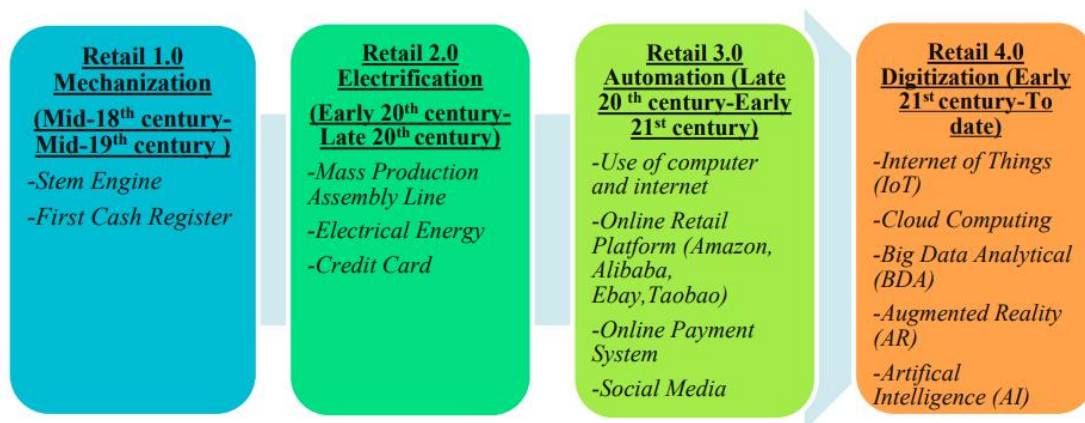 Retail 1.0
Mechanization
(Mid-18th century-
Mid-19th century )
-Stem Engine
-First Cash Register
Retail 2.0
Electrification
(Early 20th century-
Late 20th century)
-Mass Production
Assembly Line
-Electrical Energy
-Credit Card
Retail 3.0
Automation (Late
20 th century-Early
21st century)
-Use of computer
and internet
-Online Retail
Platform (Amazon,
Alibaba,
Ebay,Taobao)
-Online Payment
System
-Social Media
Retail 4.0
Digitization (Early
21st century-To
date)
-Internet of Things
(IoT)
-Cloud Computing
-Big Data Analytical
(BDA)
-Augmented Reality
(AR)
-Artifical
Intelligence (AI)